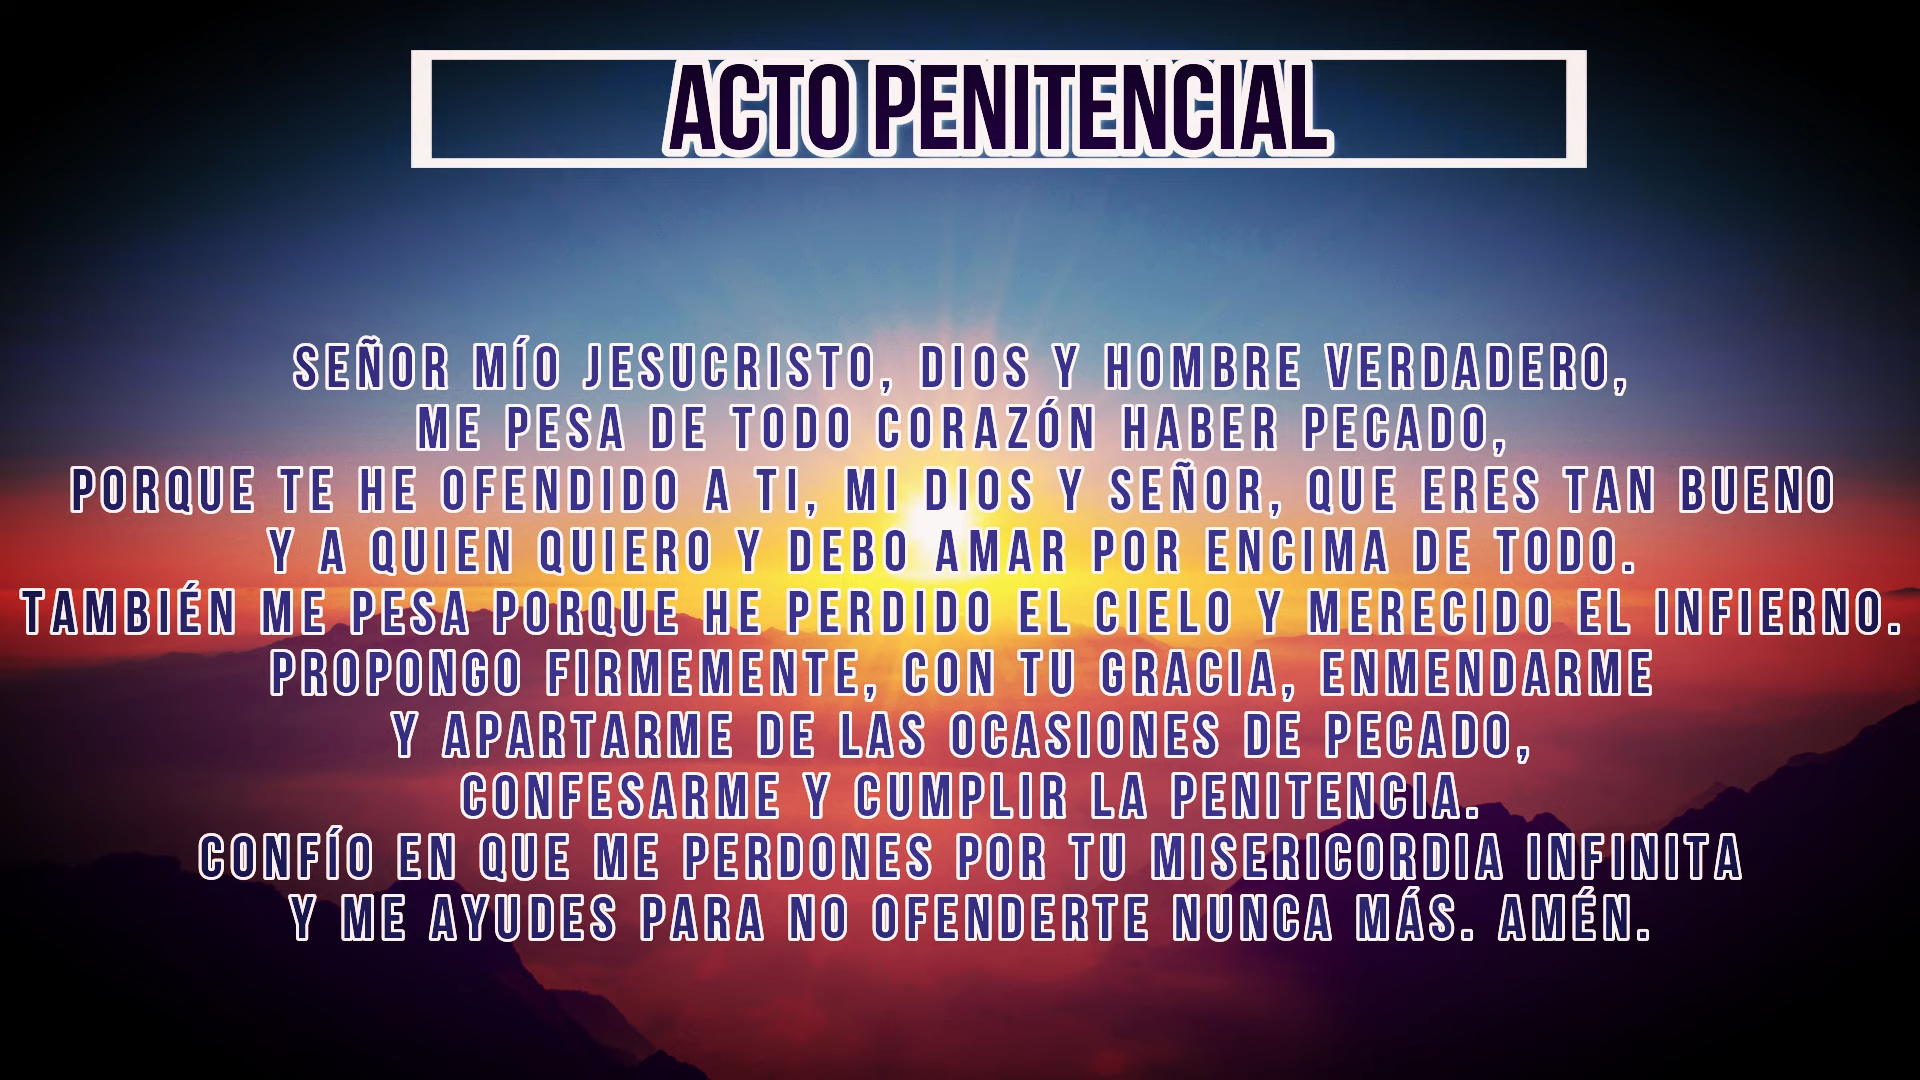 ACTO PENITENCIAL
SEÑOR MÍO JESUCRISTO, DIOS Y HOMBRE VERDADERO,
ME PESA DE TODO CORAZÓN HABER PECADO,
PORQUE TE HE OFENDIDO A TI, MI DIOS Y SEÑOR, QUE ERES TAN BUENO
Y A QUIEN QUIERO Y DEBO AMAR POR ENCIMA DE TODO.
TAMBIÉN ME PESA PORQUE HE PERDIDO EL CIELO Y MERECIDO EL INFIERNO.
PROPONGO FIRMEMENTE, CON TU GRACIA, ENMENDARME
Y APARTARME DE LAS OCASIONES DE PECADO,
CONFESARME Y CUMPLIR LA PENITENCIA.
CONFÍO EN QUE ME PERDONES POR TU MISERICORDIA INFINITA
Y ME AYUDES PARA NO OFENDERTE NUNCA MÁS. AMÉN.